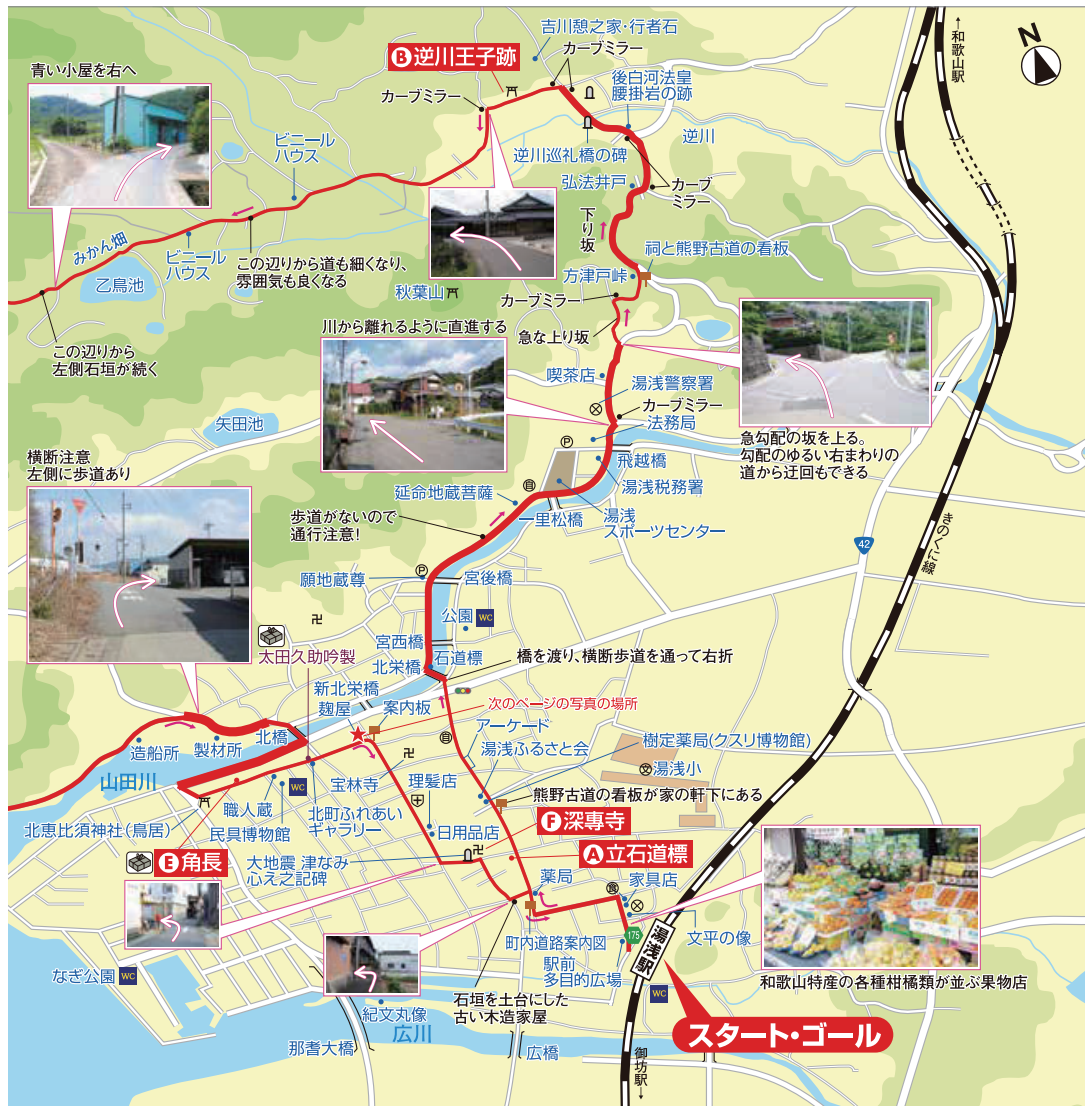 吉川憩之家・行者石
カーブミラー
B 逆川王子跡
N
←和歌山駅
青い小屋を右へ
カーブミラー
後白河法皇
腰掛岩の跡
ビニール
ハウス
逆川巡礼橋の碑
逆川
弘法井戸
カーブ
ミラー
下り坂
みかん畑
ビニール
ハウス
この辺りから道も細くなり、
雰囲気も良くなる
祠と熊野古道の看板
方津戸峠
乙鳥池
秋葉山
カーブミラー
川から離れるように直進する
急な上り坂
この辺りから
左側石垣が続く
喫茶店
湯浅警察署
カーブミラー
法務局
矢田池
急勾配の坂を上る。
勾配のゆるい右まわりの
道から迂回もできる
横断注意
左側に歩道あり
P
飛越橋
湯浅税務署
延命地蔵菩薩
一里松橋
湯浅
スポーツセンター
歩道がないので
通行注意!
きのくに線
42
P
願地蔵尊
宮後橋
公園
WC
太田久助吟製
宮西橋
北栄橋
石道標
橋を渡り、横断歩道を通って右折
新北栄橋
麹屋
案内板
次のページの写真の場所
アーケード
北橋
造船所
製材所
湯浅ふるさと会
樹定薬局(クスリ博物館)
山田川
湯浅小
宝林寺
理髪店
WC
職人蔵
熊野古道の看板が家の軒下にある
北恵比須神社(鳥居)
民具博物館
北町ふれあい
ギャラリー
日用品店
F 深専寺
E 角長
大地震 津なみ
心え之記碑
A 立石道標
薬局
家具店
175
湯浅駅
文平の像
町内道路案内図
駅前
多目的広場
なぎ公園
WC
WC
和歌山特産の各種柑橘類が並ぶ果物店
石垣を土台にした
古い木造家屋
紀文丸像
広川
スタート・ゴール
那耆大橋
広橋
御坊駅→